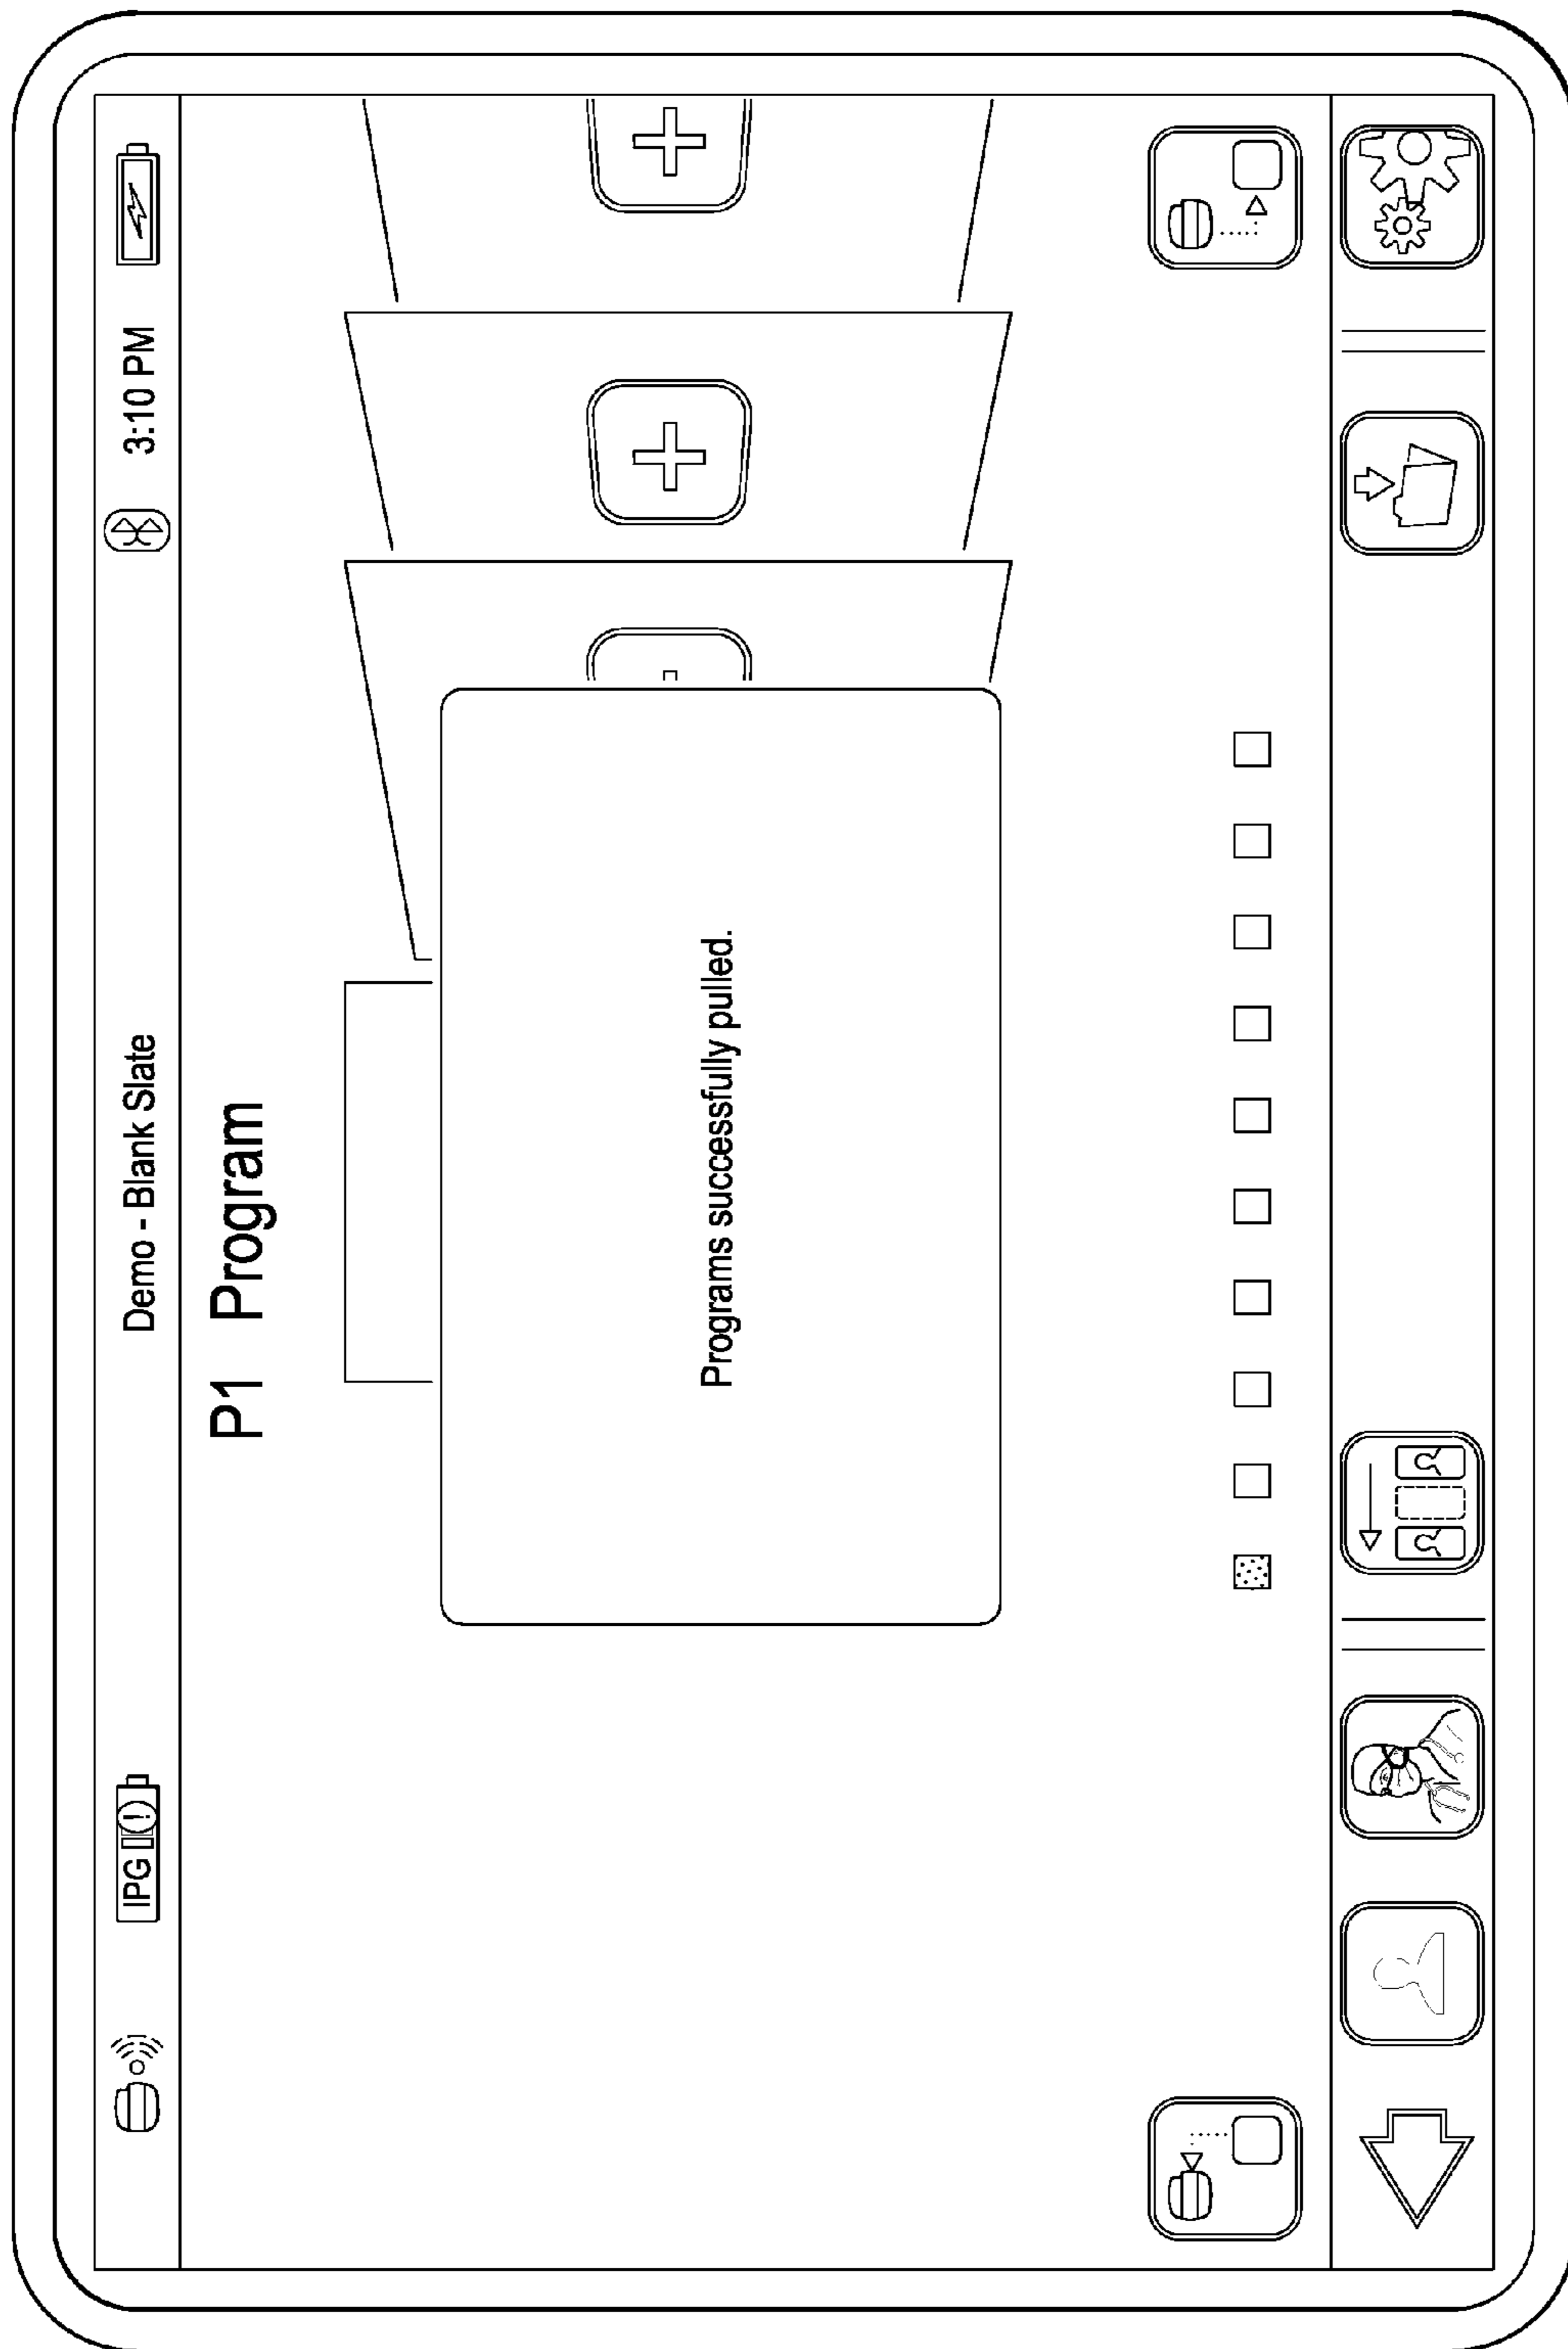 IPG
Demo - Blank Slate
3:10 PM
P1 Program
Programs successfully pulled.